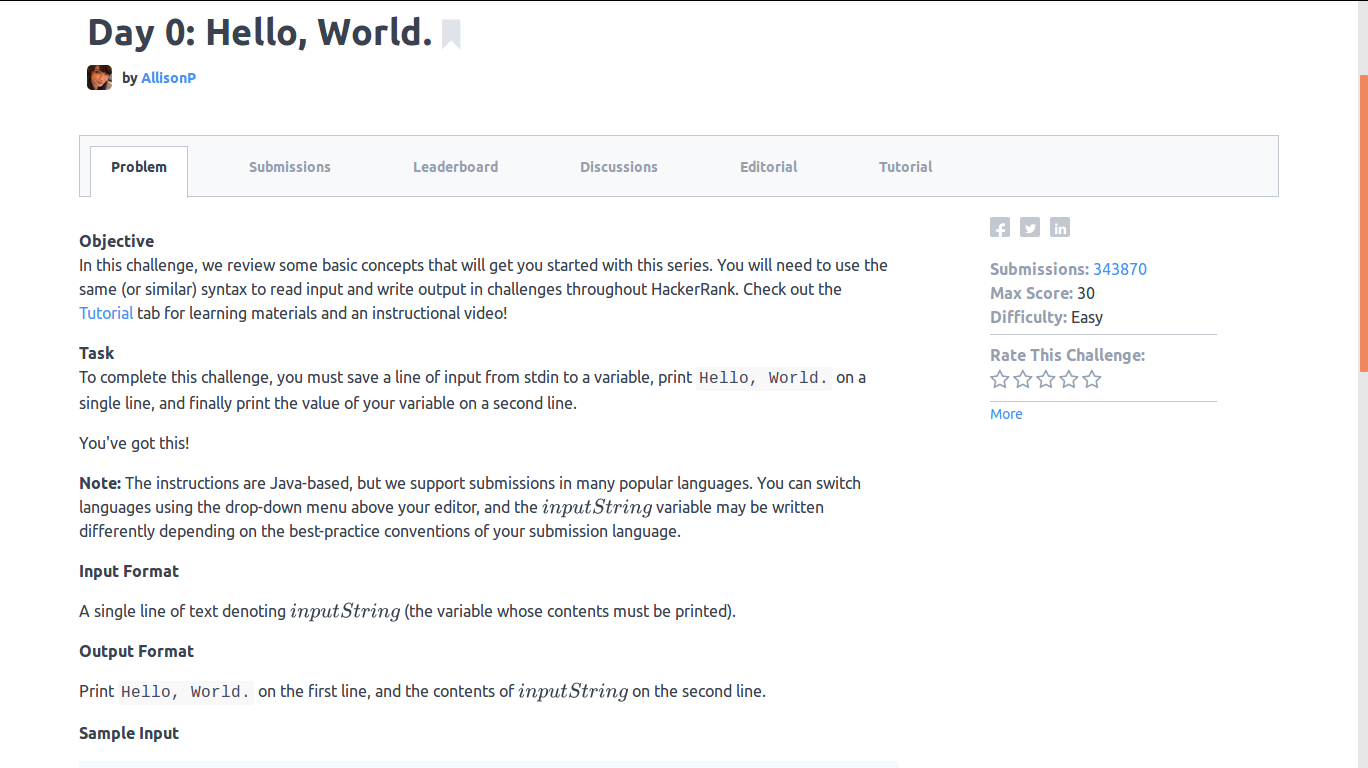 Day 0: Hello, World.
by AllisonP
Problem
Submissions
Leaderboard
Discussions
Editorial
Tutorial
Objective
In this challenge, we review some basic concepts that will get you started with this series. You will need to use the
same (or similar) syntax to read input and write output in challenges throughout HackerRank. Check out the
Tutorial tab for learning materials and an instructional video!
Task
To complete this challenge, you must save a line of input from stdin to a variable, print Hello, World. on a
single line, and finally print the value of your variable on a second line.
You've got this!
Note: The instructions are Java-based, but we support submissions in many popular languages. You can switch
languages using the drop-down menu above your editor, and the inputString variable may be written
differently depending on the best-practice conventions of your submission language.
Input Format
A single line of text denoting inputString (the variable whose contents must be printed).
Output Format
Print Hello, World. on the first line, and the contents of inputString on the second line.
Sample Input
Submissions: 343870
Max Score: 30
Difficulty: Easy
Rate This Challenge:
More